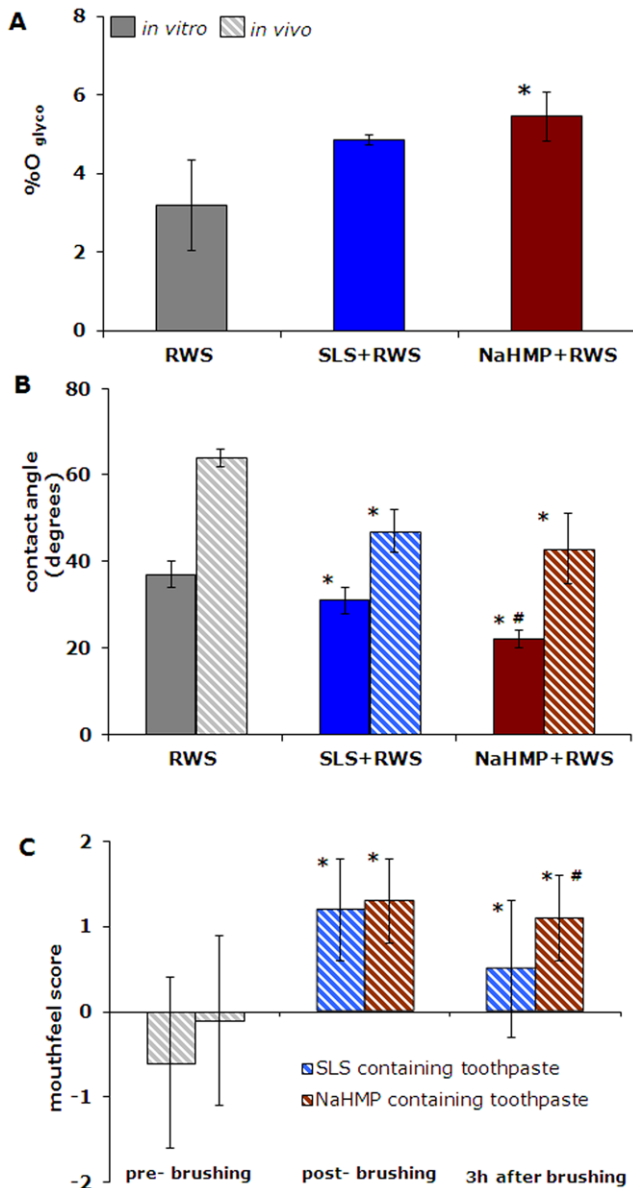 A
in vitro
in vivo
8
6
4
2
0
%O glyco
*
RWS
SLS+RWS
NaHMP+RWS
B
80
60
40
20
0
contact angle
(degrees)
*
*
* #
*
RWS
SLS+RWS
NaHMP+RWS
C
2
1
0
-1
-2
mouthfeel score
*
*
*
* #
SLS containing toothpaste
NaHMP containing toothpaste
pre- brushing
post- brushing
3h after brushing